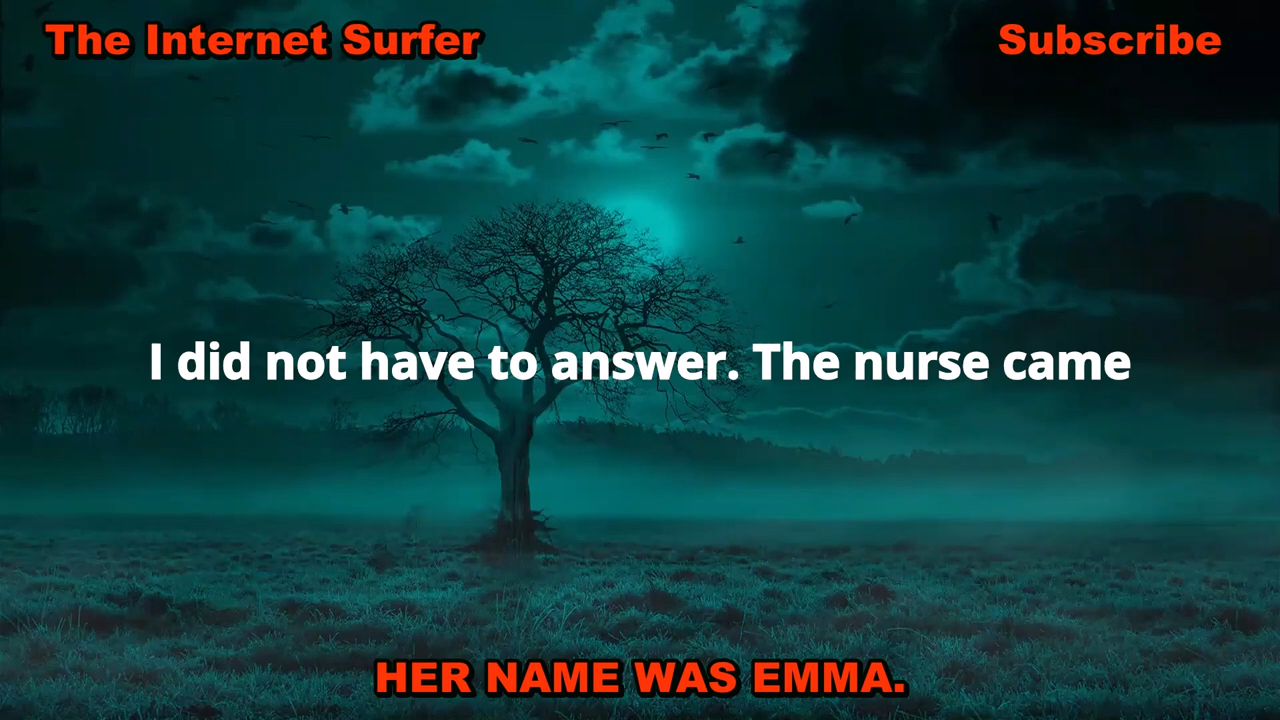 The Internet Surfer
Subscribe
I did not have to answer. The nurse came
HER NAME WAS EMMA.